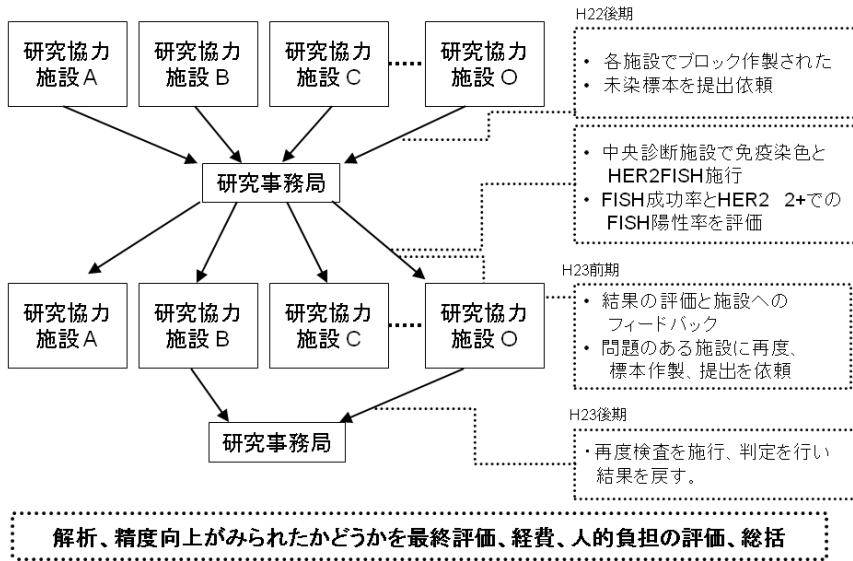 H22後期
研究協力
施設A
研究協力
施設B
研究協力
施設C
研究協力
施設O
・ 各施設でブロック作製された
・ 未染標本を提出依頼
研究事務局
・ 中央診断施設で免疫染色と
HER2FISH施行
・ FISH成功率とHER2 2+での
FISH陽性率を評価
H23前期
研究協力
施設A
研究協力
施設B
研究協力
施設C
研究協力
施設O
・ 結果の評価と施設への
フィードバック
・ 問題のある施設に再度、
標本作製、提出を依頼
H23後期
研究事務局
・再度検査を施行、判定を行い
結果を戻す。
解析、精度向上がみられたかどうかを最終評価、経費、人的負担の評価、総括